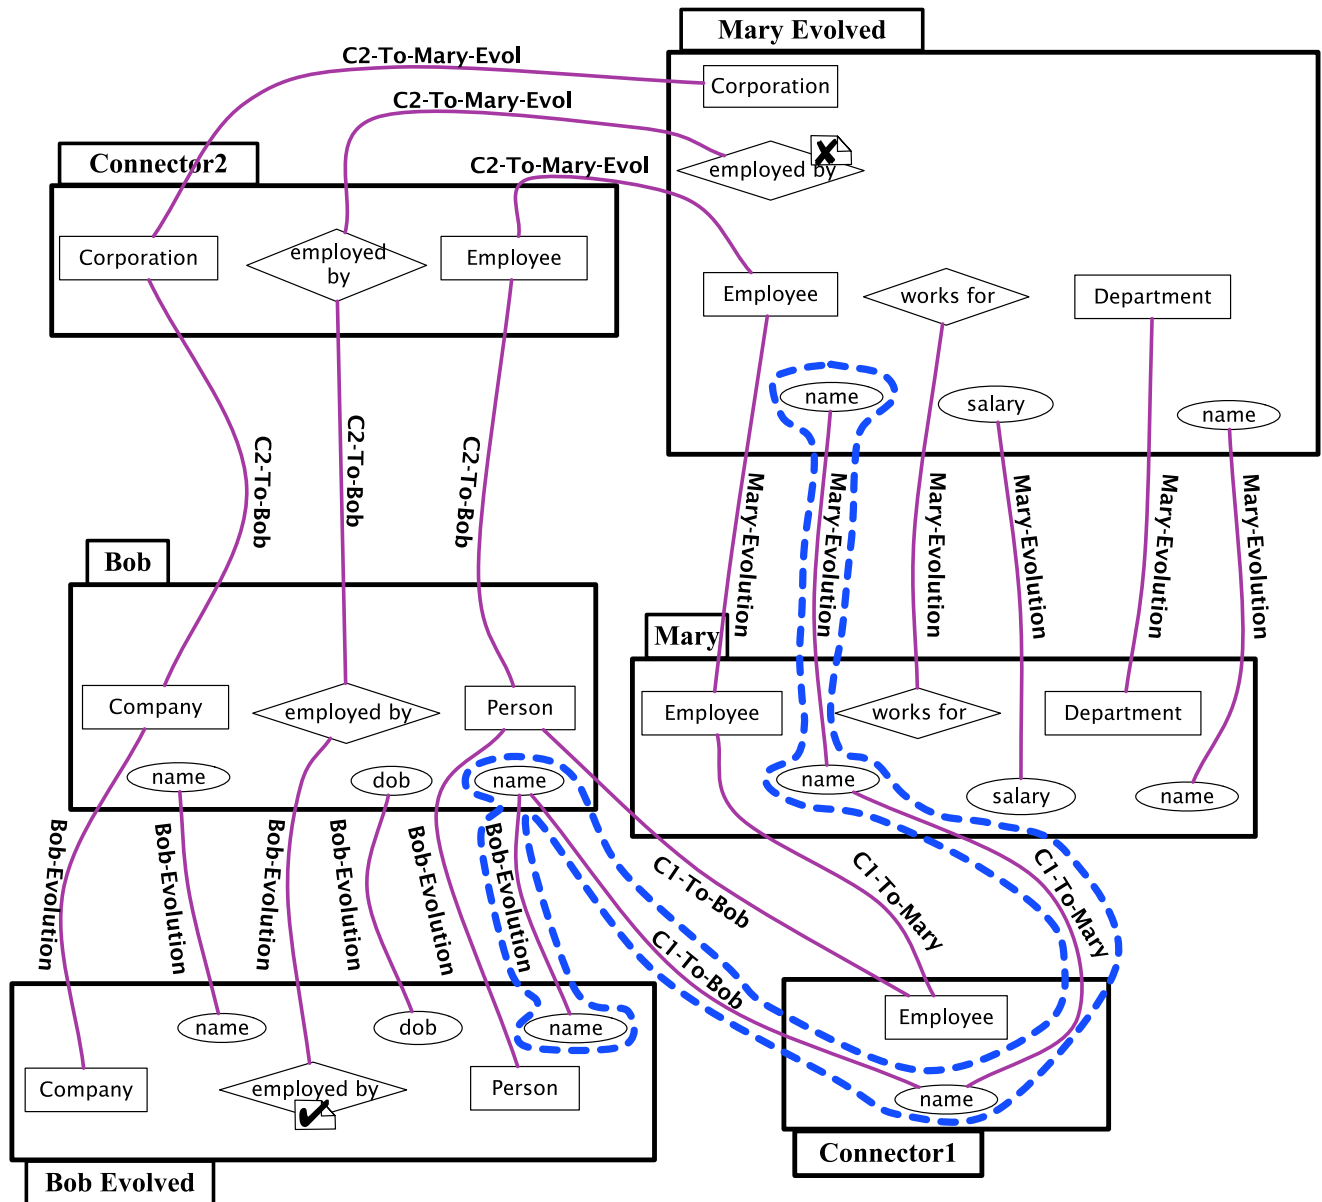 Mary Evolved
C2-To-Mary-Evol
Corporation
C2-To-Mary-Evol
employed by
C2-To-Mary-Evol
Connector2
Corporation
employed
by
Employee
Employee
works for
Department
name
salary
name
C2-To-Bob
C2-To-Bob
C2-To-Bob
Mary-Evolution
Mary-Evolution
Mary-Evolution
Mary-Evolution
Mary-Evolution
Mary-Evolution
Bob
Company
employed by
Person
name
dob
name
Mary
Employee
works for
Department
name
salary
name
Bob-Evolution
Bob-Evolution
Bob-Evolution
Bob-Evolution
Bob-Evolution
Bob-Evolution
C1-To-Bob
C1-To-Bob
C1-To-Mary
C1-To-Mary
name
dob
name
Company
employed by
Person
Bob Evolved
Employee
name
Connector1